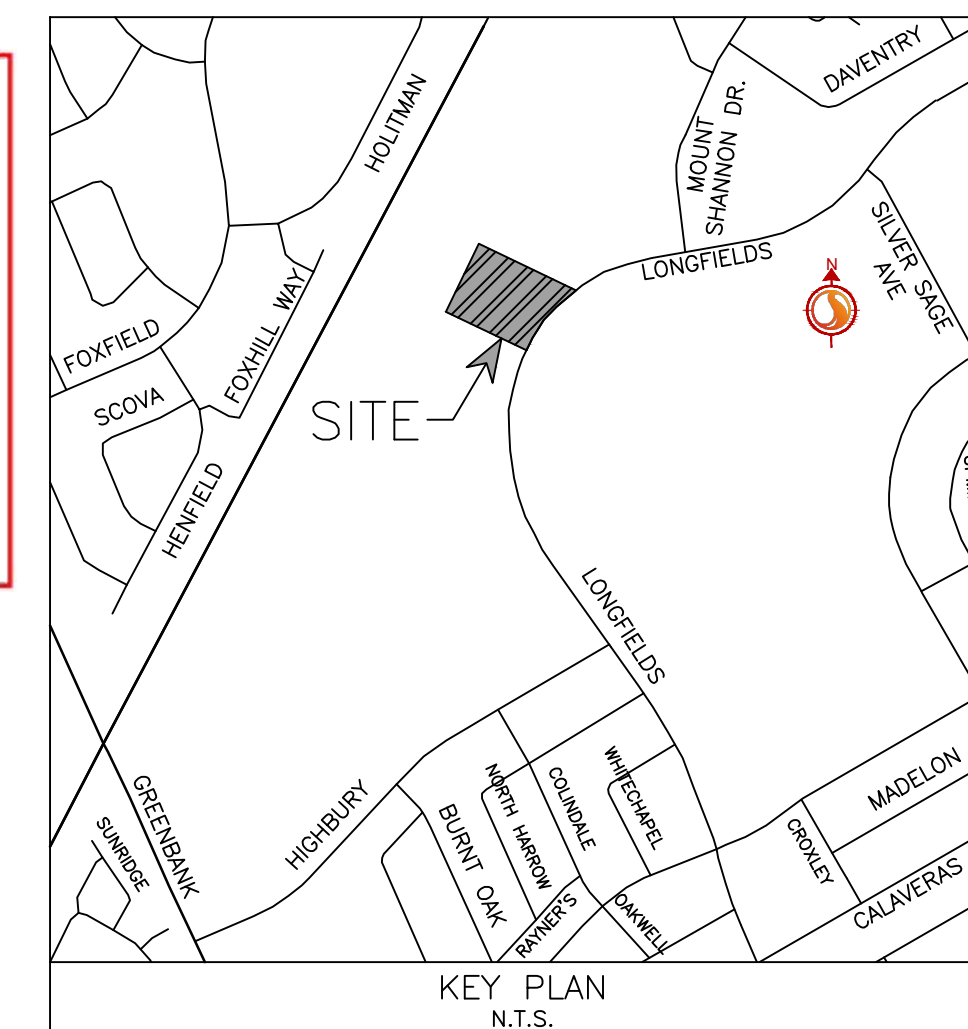 DAVENTRY
HOLITMAN
MOUNT
SHANNON DR.
LONGFIELDS
SILVER SAGE
AVE
N
FOXHILL WAY
FOXFIELD
SCOVA
SITE
HENFIELD
LONGFIELDS
GREENBANK
SUNRIDGE
HIGHBURY
BURNT OAK
NORTH HARROW
COLINDALE
WHITECHAPEL
RAYNER'S
OAKWELL
CROXLEY
MADELON
CALAVERAS
KEY PLAN
N.T.S.